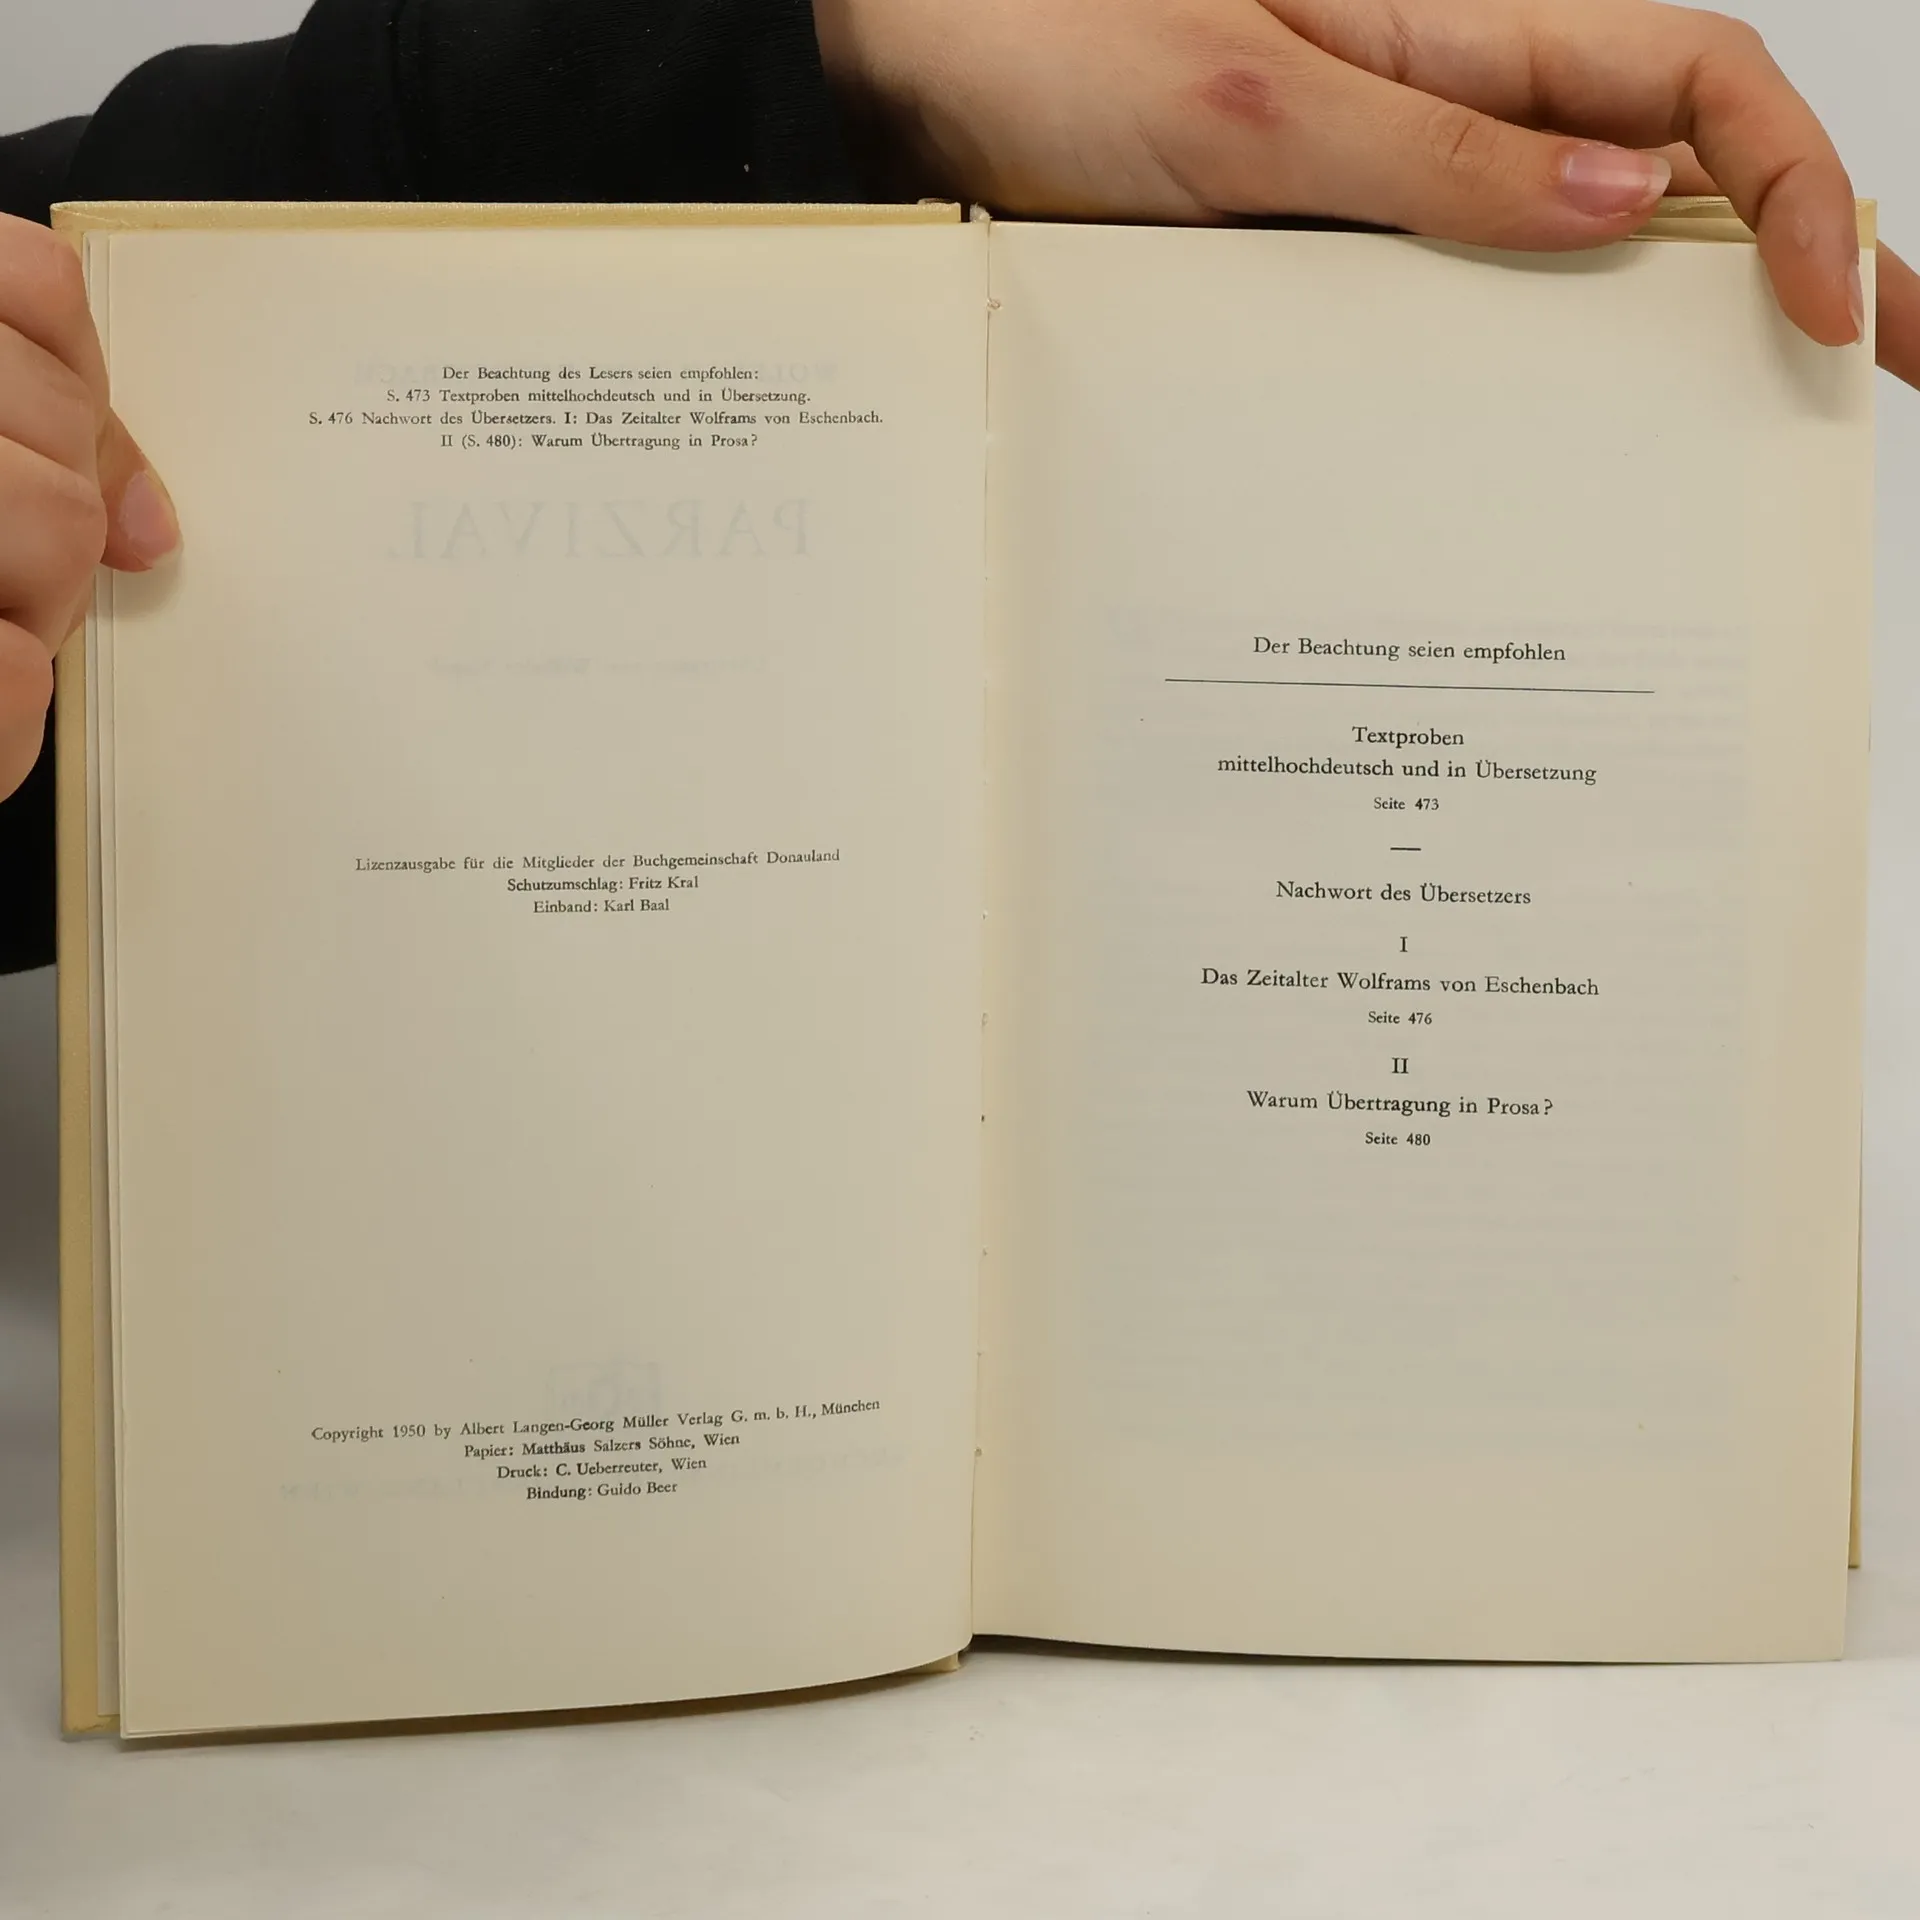 Der Beachtung des Lesers seien empfohlen:
S. 473 Textproben mittelhochdeutsch und in Übersetzung.
S. 476 Nachwort des Übersetzers. I: Das Zeitalter Wolframs von Eschenbach.
II (S. 480): Warum Übertragung in Prosa?
PARZIVAL
Lizenzausgabe für die Mitglieder der Buchgemeinschaft Donauland
Schutzumschlag: Fritz Kral
Einband: Karl Baal
Copyright 1950 by Albert Langen-Georg Müller Verlag G. m. b. H., München
Papier: Matthäus Salzers Söhne, Wien
Druck: C. Ueberreuter, Wien
Bindung: Guido Beer
Der Beachtung seien empfohlen
Textproben
mittelhochdeutsch und in Übersetzung
Seite 473
—
Nachwort des Übersetzers
I
Das Zeitalter Wolframs von Eschenbach
Seite 476
II
Warum Übertragung in Prosa?
Seite 480